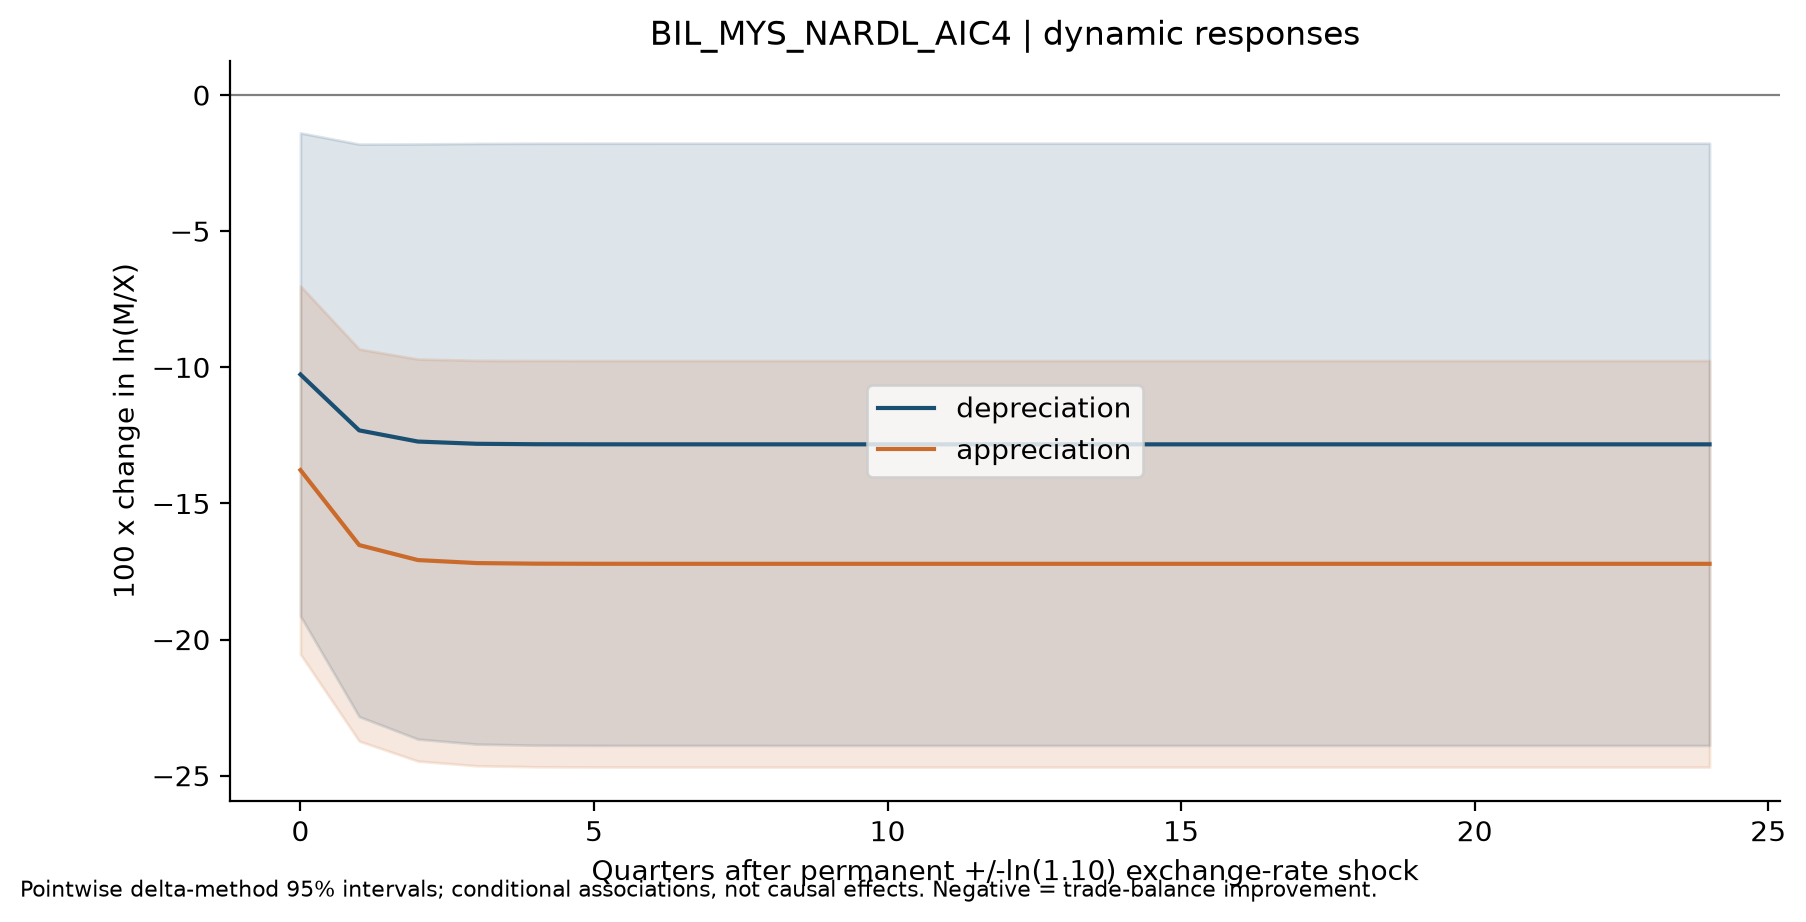 BIL_MYS_NARDL_AIC4 | dynamic responses
100 x change in ln(M/X)
0
−5
−10
−15
−20
−25
depreciation
appreciation
0 5 10 15 20 25
Quarters after permanent +/-ln(1.10) exchange-rate shock
Pointwise delta-method 95% intervals; conditional associations, not causal effects. Negative = trade-balance improvement.